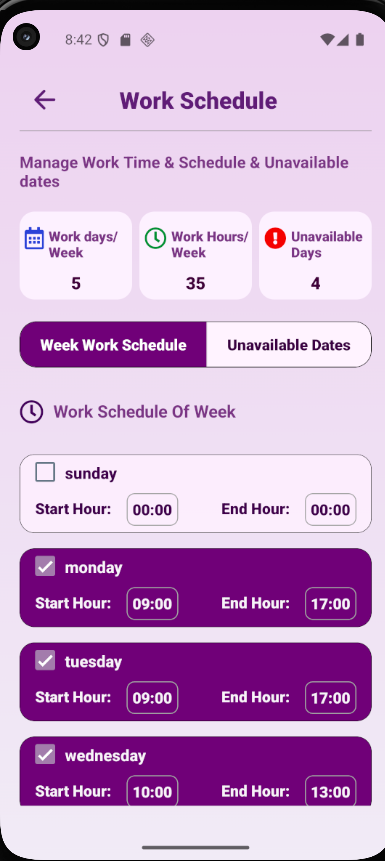 8:42
Work Schedule
Manage Work Time & Schedule & Unavailable
dates
Work days/
Week
5
Work Hours/
Week
35
Unavailable
Days
4
Week Work Schedule
Unavailable Dates
Work Schedule Of Week
sunday
Start Hour: 00:00 End Hour: 00:00
monday
Start Hour: 09:00 End Hour: 17:00
tuesday
Start Hour: 09:00 End Hour: 17:00
wednesday
Start Hour: 10:00 End Hour: 13:00